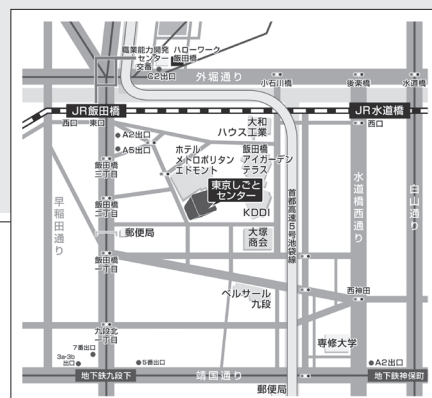 職業能力開発
センター
ハローワーク
飯田橋
交番
C2出口
外堀通り
小石川橋
後楽橋
水道橋
JR飯田橋
JR水道橋
西口
東口
A2出口
A5出口
大和
ハウス工業
西口
ホテル
メトロポリタン
エドモント
飯田橋
アイガーデン
テラス
飯田橋
三丁目
東京しごと
センター
早稲田通り
飯田橋
二丁目
KDDI
首都高速5号池袋線
水道橋西通り
白山通り
郵便局
大塚
商会
飯田橋
一丁目
西神田
ベルサール
九段
九段北
一丁目
専修大学
7番出口
3a・3b
出口
5番出口
A2出口
地下鉄九段下
靖国通り
地下鉄神保町
郵便局